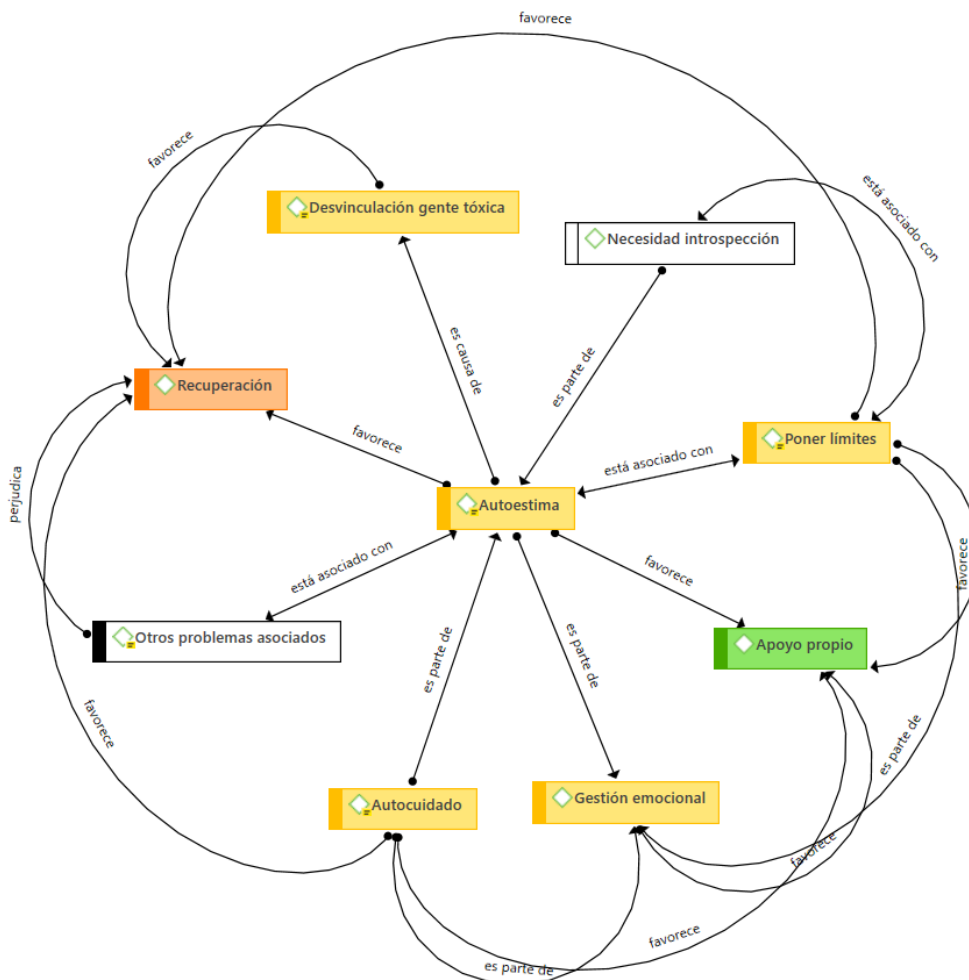 favorece
favorece
Desvinculación gente tóxica
está asociado con
Necesidad introspección
es causa de
es parte de
Recuperación
favorece
Poner límites
está asociado con
perjudica
Autoestima
favorece
favorece
está asociado con
Otros problemas asociados
es parte de
es parte de
Apoyo propio
favorece
es parte de
Autocuidado
Gestión emocional
favorece
favorece
es parte de